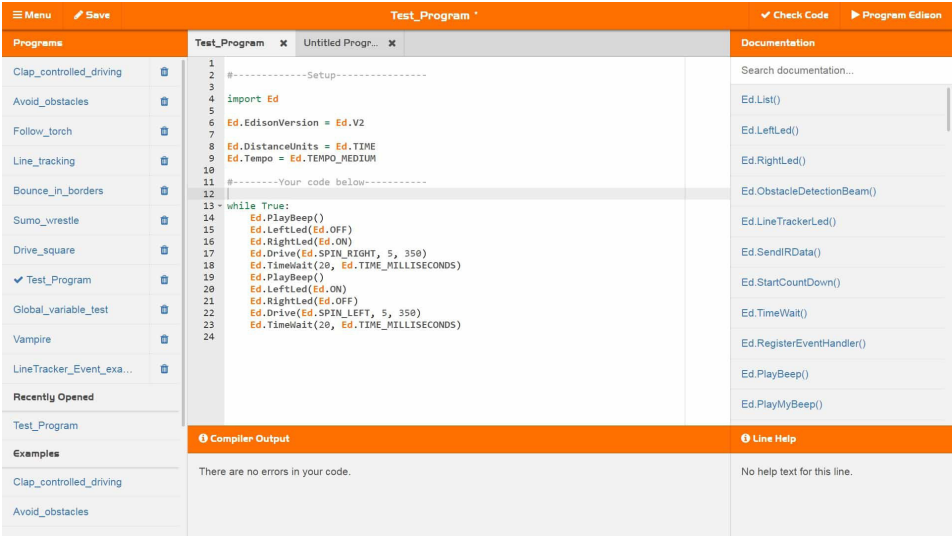 Menu Save Test_Program * Check Code Program Edison
Programs
Clap_controlled_driving
Avoid_obstacles
Follow_torch
Line_tracking
Bounce_in_borders
Sumo_wrestle
Drive_square
Test_Program
Global_variable_test
Vampire
LineTracker_Event_exa...
Recently Opened
Test_Program
Examples
Clap_controlled_driving
Avoid_obstacles
Test_Program x Untitled Progr... x
1
2 #-------------Setup----------------
3
4 import Ed
5
6 Ed.EdisonVersion = Ed.V2
7
8 Ed.DistanceUnits = Ed.TIME
9 Ed.Tempo = Ed.TEMPO_MEDIUM
10
11 #--------Your code below-----------
12
13 while True:
14     Ed.PlayBeep()
15     Ed.LeftLed(Ed.OFF)
16     Ed.RightLed(Ed.ON)
17     Ed.Drive(Ed.SPIN_RIGHT, 5, 350)
18     Ed.TimeWait(20, Ed.TIME_MILLISECONDS)
19     Ed.PlayBeep()
20     Ed.LeftLed(Ed.ON)
21     Ed.RightLed(Ed.OFF)
22     Ed.Drive(Ed.SPIN_LEFT, 5, 350)
23     Ed.TimeWait(20, Ed.TIME_MILLISECONDS)
24
Compiler Output
There are no errors in your code.
Documentation
Search documentation...
Ed.List()
Ed.LeftLed()
Ed.RightLed()
Ed.ObstacleDetectionBeam()
Ed.LineTrackerLed()
Ed.SendIRData()
Ed.StartCountDown()
Ed.TimeWait()
Ed.RegisterEventHandler()
Ed.PlayBeep()
Ed.PlayMyBeep()
Line Help
No help text for this line.